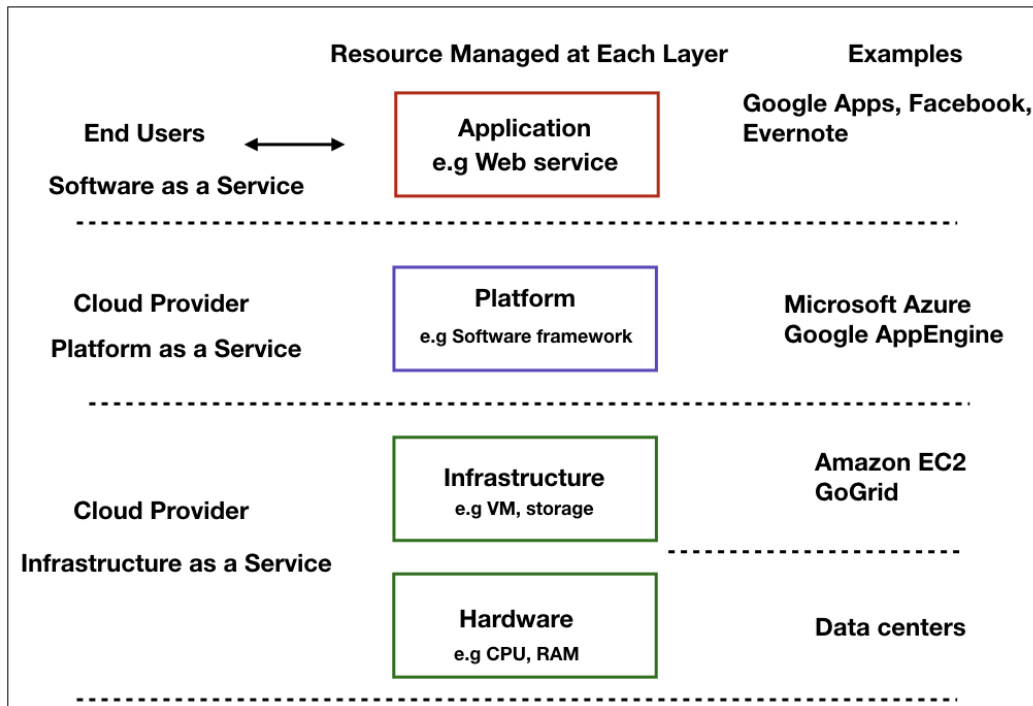 Resource Managed at Each Layer
Examples
End Users
Software as a Service
Application
e.g Web service
Google Apps, Facebook,
Evernote
Cloud Provider
Platform as a Service
Platform
e.g Software framework
Microsoft Azure
Google AppEngine
Cloud Provider
Infrastructure as a Service
Infrastructure
e.g VM, storage
Amazon EC2
GoGrid
Hardware
e.g CPU, RAM
Data centers